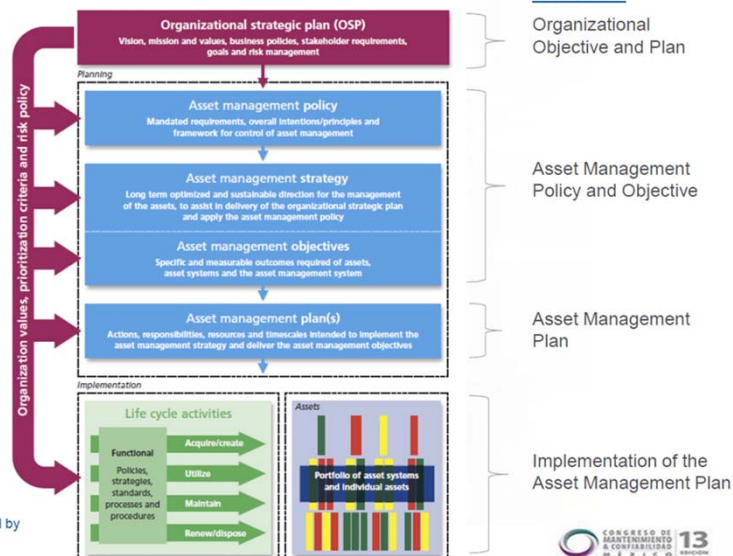 Organizational strategic plan (OSP)
Vision, mission and values, business policies, stakeholder requirements,
goals and risk management
Organizational
Objective and Plan
Organization values, prioritization criteria and risk policy
Planning
Asset management policy
Mandated requirements, overall intentions/principles and
framework for control of asset management
Asset management strategy
Long term optimized and sustainable direction for the management
of the assets, to assist in delivery of the organizational strategic plan
and apply the asset management policy
Asset management objectives
Specific and measurable outcomes required of assets,
asset systems and the asset management system
Asset Management
Policy and Objective
Asset management plan(s)
Actions, responsibilities, resources and timescales intended to implement the
asset management strategy and deliver the asset management objectives
Asset Management
Plan
Implementation
Life cycle activities
Functional
Policies,
strategies,
standards,
processes and
procedures
Acquire/create
Utilize
Maintain
Renew/dispose
Assets
Portfolio of asset systems
and individual assets
Implementation of the
Asset Management Plan
by
CONGRESO DE
MANTENIMIENTO
& CONFIABILIDAD
MÉXICO
13
EDICIÓN